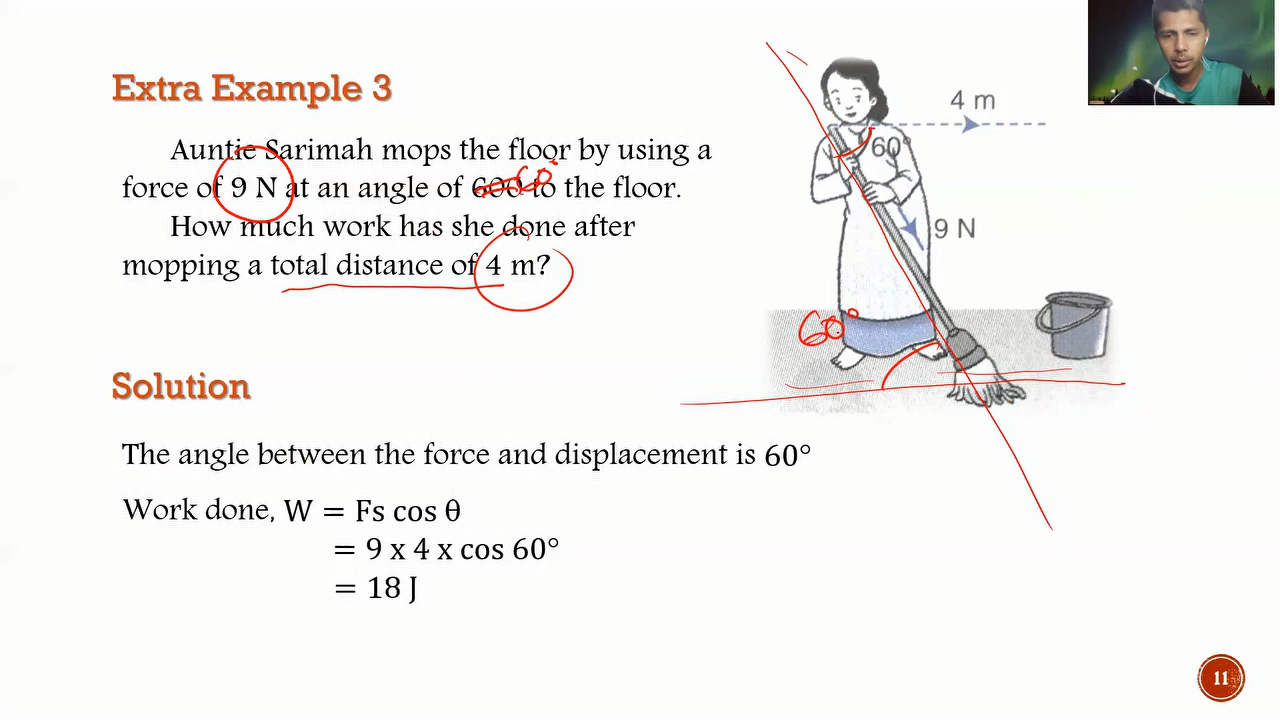 Extra Example 3
Auntie Sarimah mops the floor by using a
force of 9 N at an angle of 600 60° to the floor.
How much work has she done after
mopping a total distance of 4 m?
4 m
60°
9 N
60°
Solution
The angle between the force and displacement is 60°
Work done, W = Fs cos θ
= 9 x 4 x cos 60°
= 18 J
11